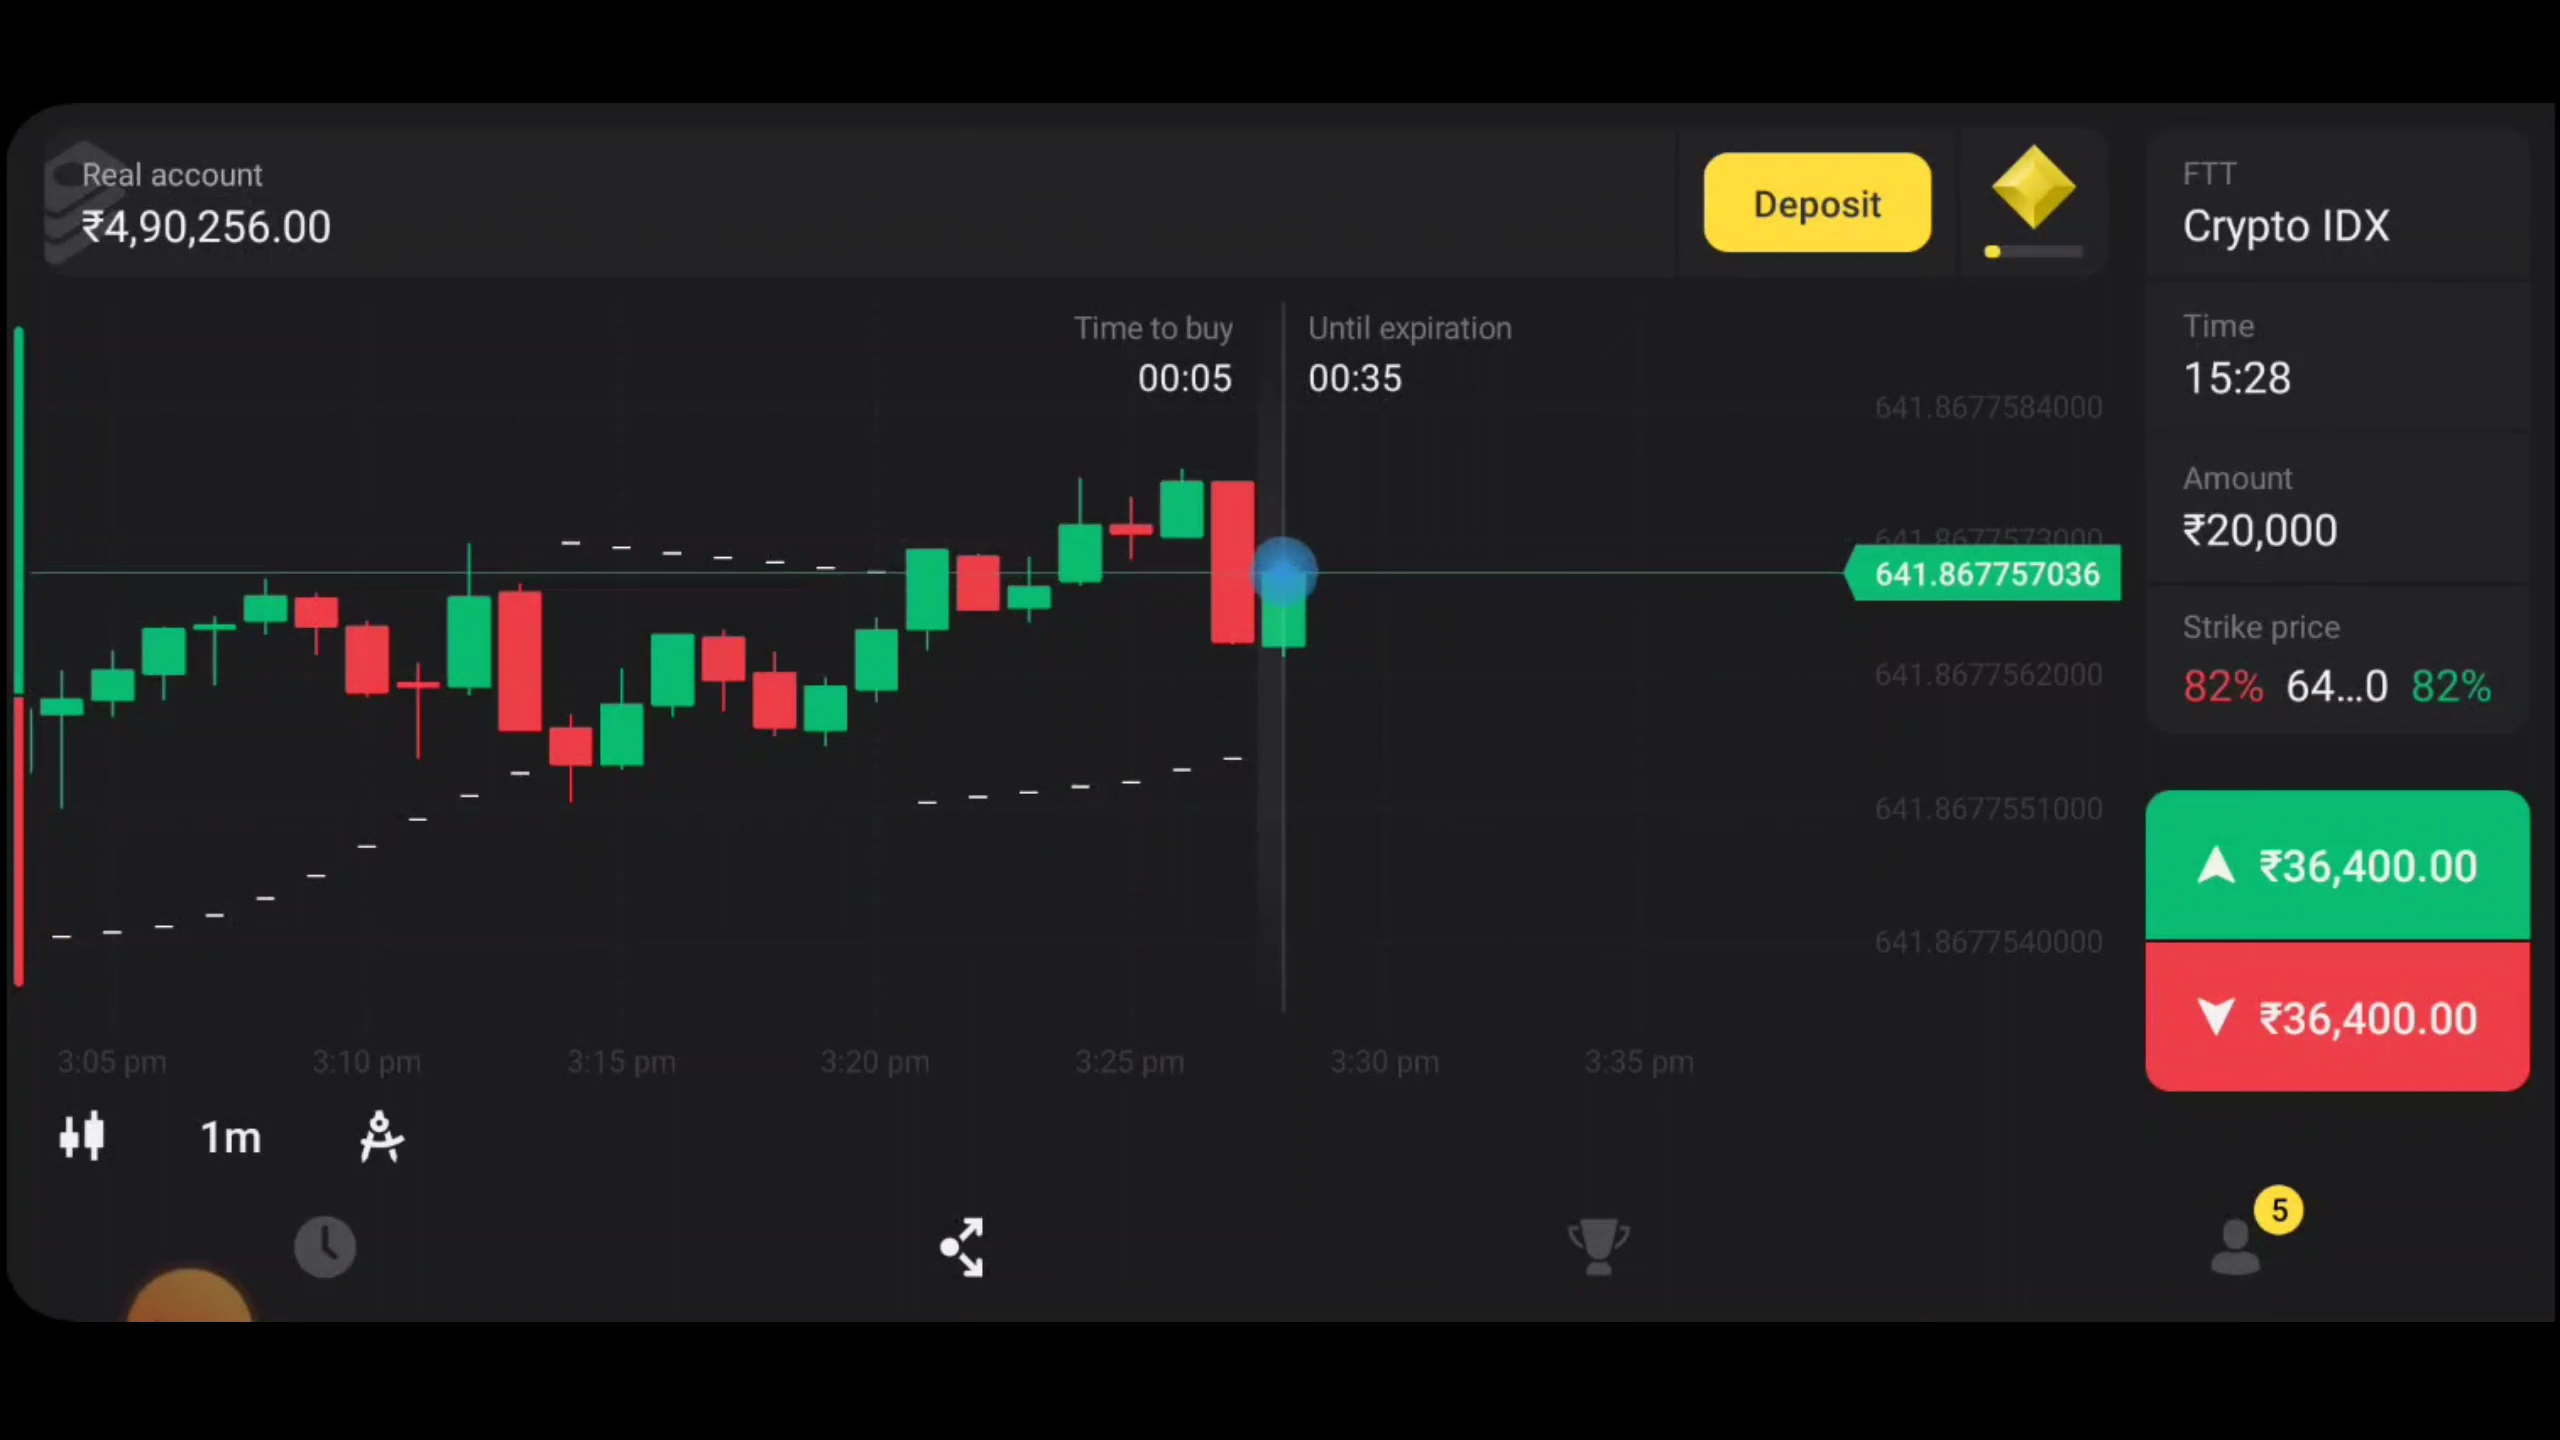 Real account
₹4,90,256.00
Deposit
FTT
Crypto IDX
Time to buy
00:05
Until expiration
00:35
Time
15:28
Amount
₹20,000
Strike price
82% 64...0 82%
641.8677584000
641.8677573000
641.867757036
641.8677562000
641.8677551000
641.8677540000
₹36,400.00
₹36,400.00
3:05 pm
3:10 pm
3:15 pm
3:20 pm
3:25 pm
3:30 pm
3:35 pm
1m
5